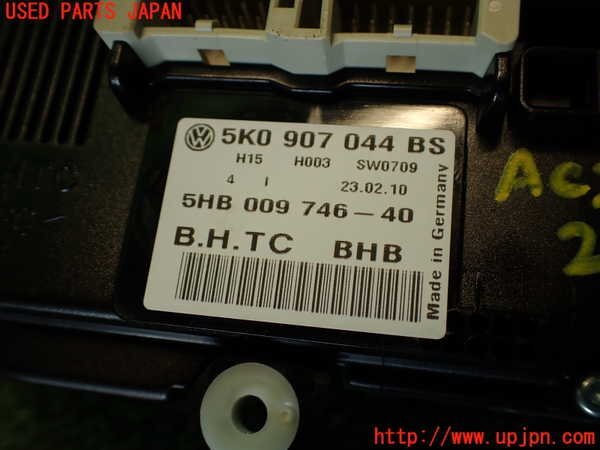 USED PARTS JAPAN
5K0 907 044 BS
H15 H003 SW0709
4 I 23.02.10
5HB 009 746-40
B.H.TC BHB
Made in Germany
http://www.upjpn.com/